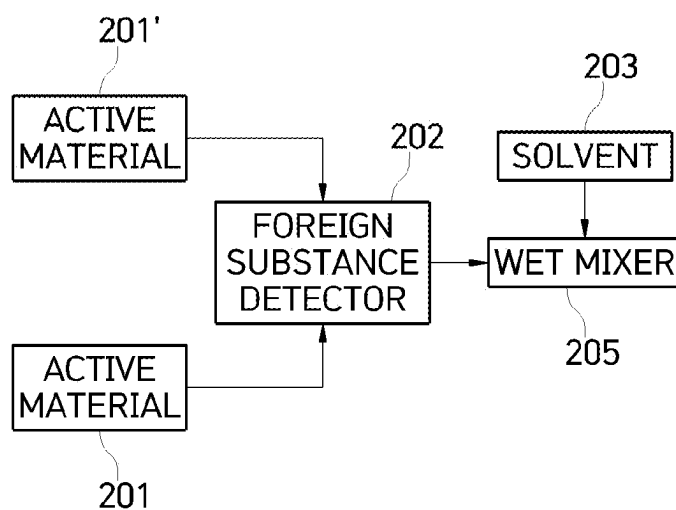 201'
ACTIVE
MATERIAL
203
SOLVENT
202
FOREIGN
SUBSTANCE
DETECTOR
WET MIXER
205
ACTIVE
MATERIAL
201